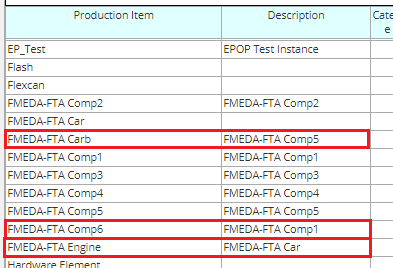 Production Item Description Cate
e
EP_Test EPOP Test Instance
Flash
Flexcan
FMEDA-FTA Comp2 FMEDA-FTA Comp2
FMEDA-FTA Car
FMEDA-FTA Carb FMEDA-FTA Comp5
FMEDA-FTA Comp1 FMEDA-FTA Comp1
FMEDA-FTA Comp3 FMEDA-FTA Comp3
FMEDA-FTA Comp4 FMEDA-FTA Comp4
FMEDA-FTA Comp5 FMEDA-FTA Comp5
FMEDA-FTA Comp6 FMEDA-FTA Comp1
FMEDA-FTA Engine FMEDA-FTA Car
Hardware Element